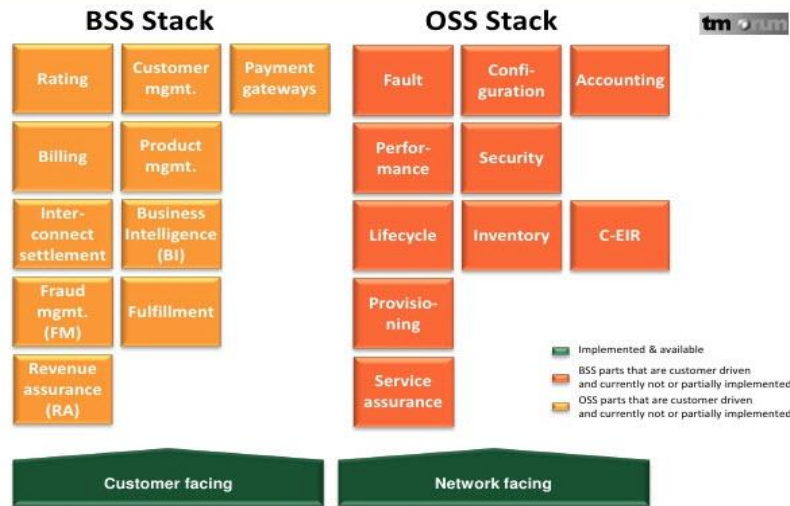 BSS Stack
OSS Stack
tm forum
Rating
Customer
mgmt.
Payment
gateways
Fault
Confi-
guration
Accounting
Billing
Product
mgmt.
Perfor-
mance
Security
Inter-
connect
settlement
Business
Intelligence
(BI)
Lifecycle
Inventory
C-EIR
Fraud
mgmt.
(FM)
Fulfillment
Provisio-
ning
Revenue
assurance
(RA)
Service
assurance
Implemented & available
BSS parts that are customer driven
and currently not or partially implemented
OSS parts that are customer driven
and currently not or partially implemented
Customer facing
Network facing